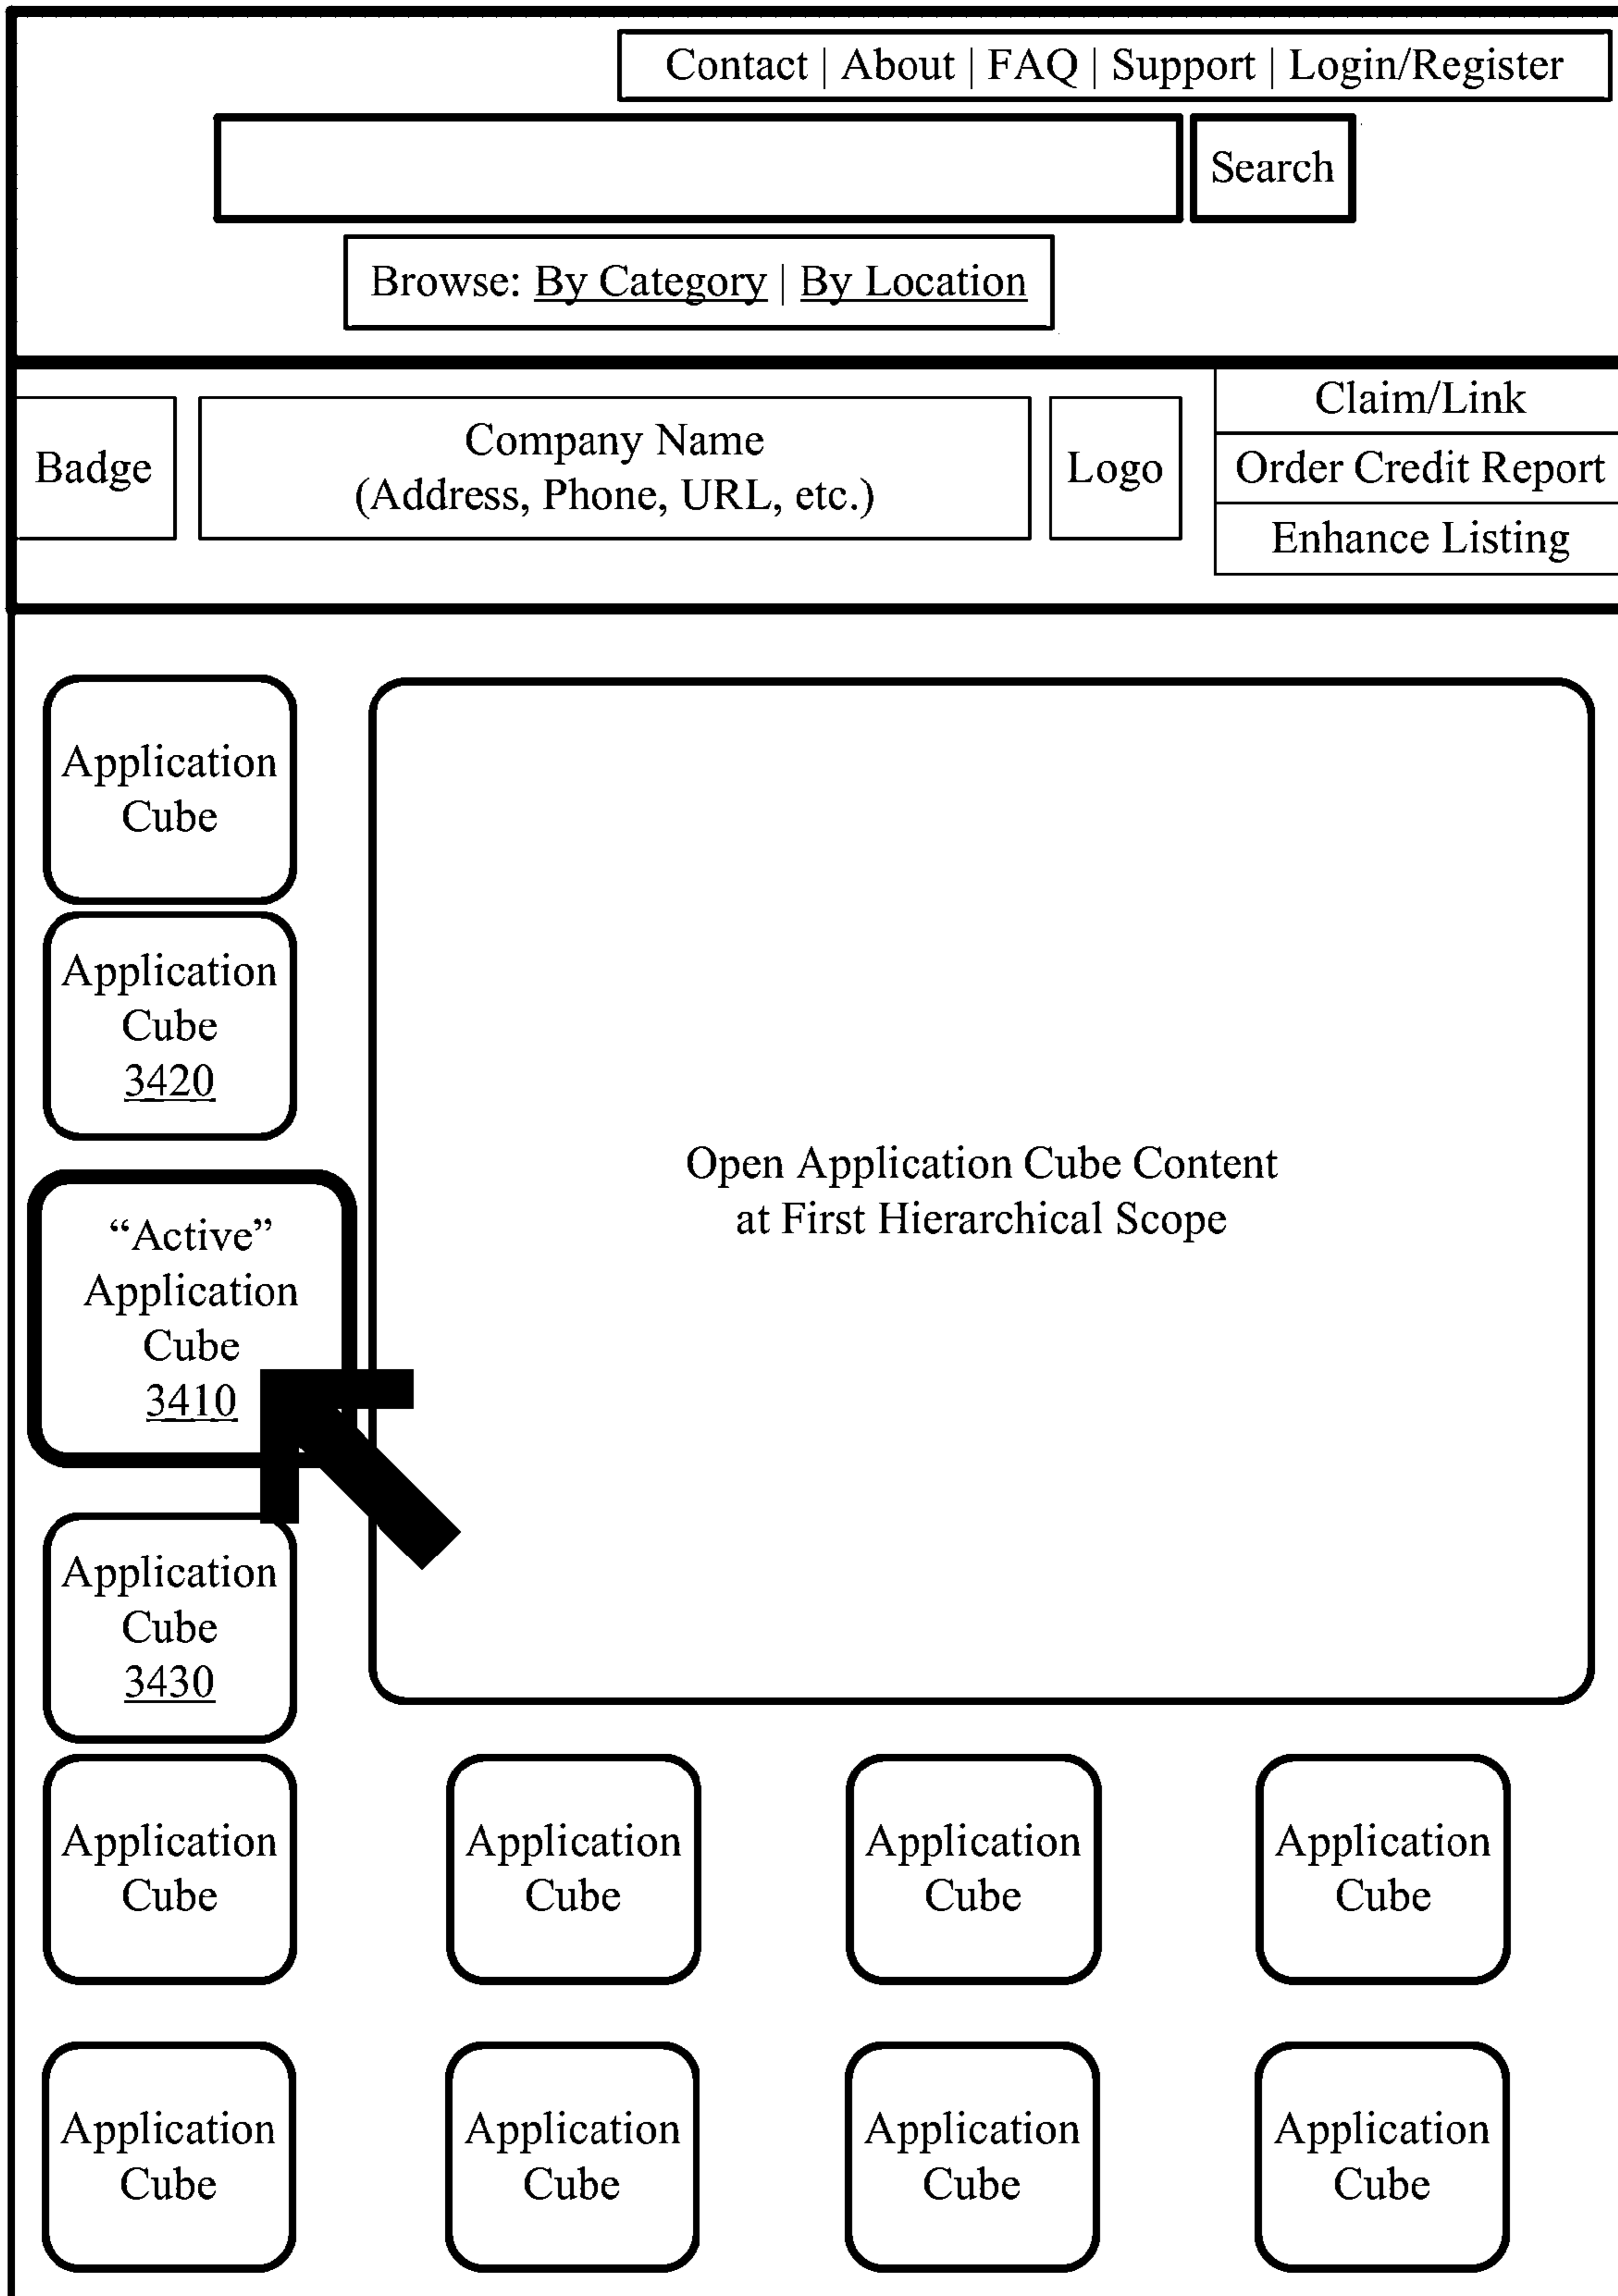 Contact | About | FAQ | Support | Login/Register
Search
Browse: By Category | By Location
Badge
Company Name
(Address, Phone, URL, etc.)
Logo
Claim/Link
Order Credit Report
Enhance Listing
Application
Cube
Application
Cube
3420
“Active”
Application
Cube
3410
Open Application Cube Content
at First Hierarchical Scope
Application
Cube
3430
Application
Cube
Application
Cube
Application
Cube
Application
Cube
Application
Cube
Application
Cube
Application
Cube
Application
Cube